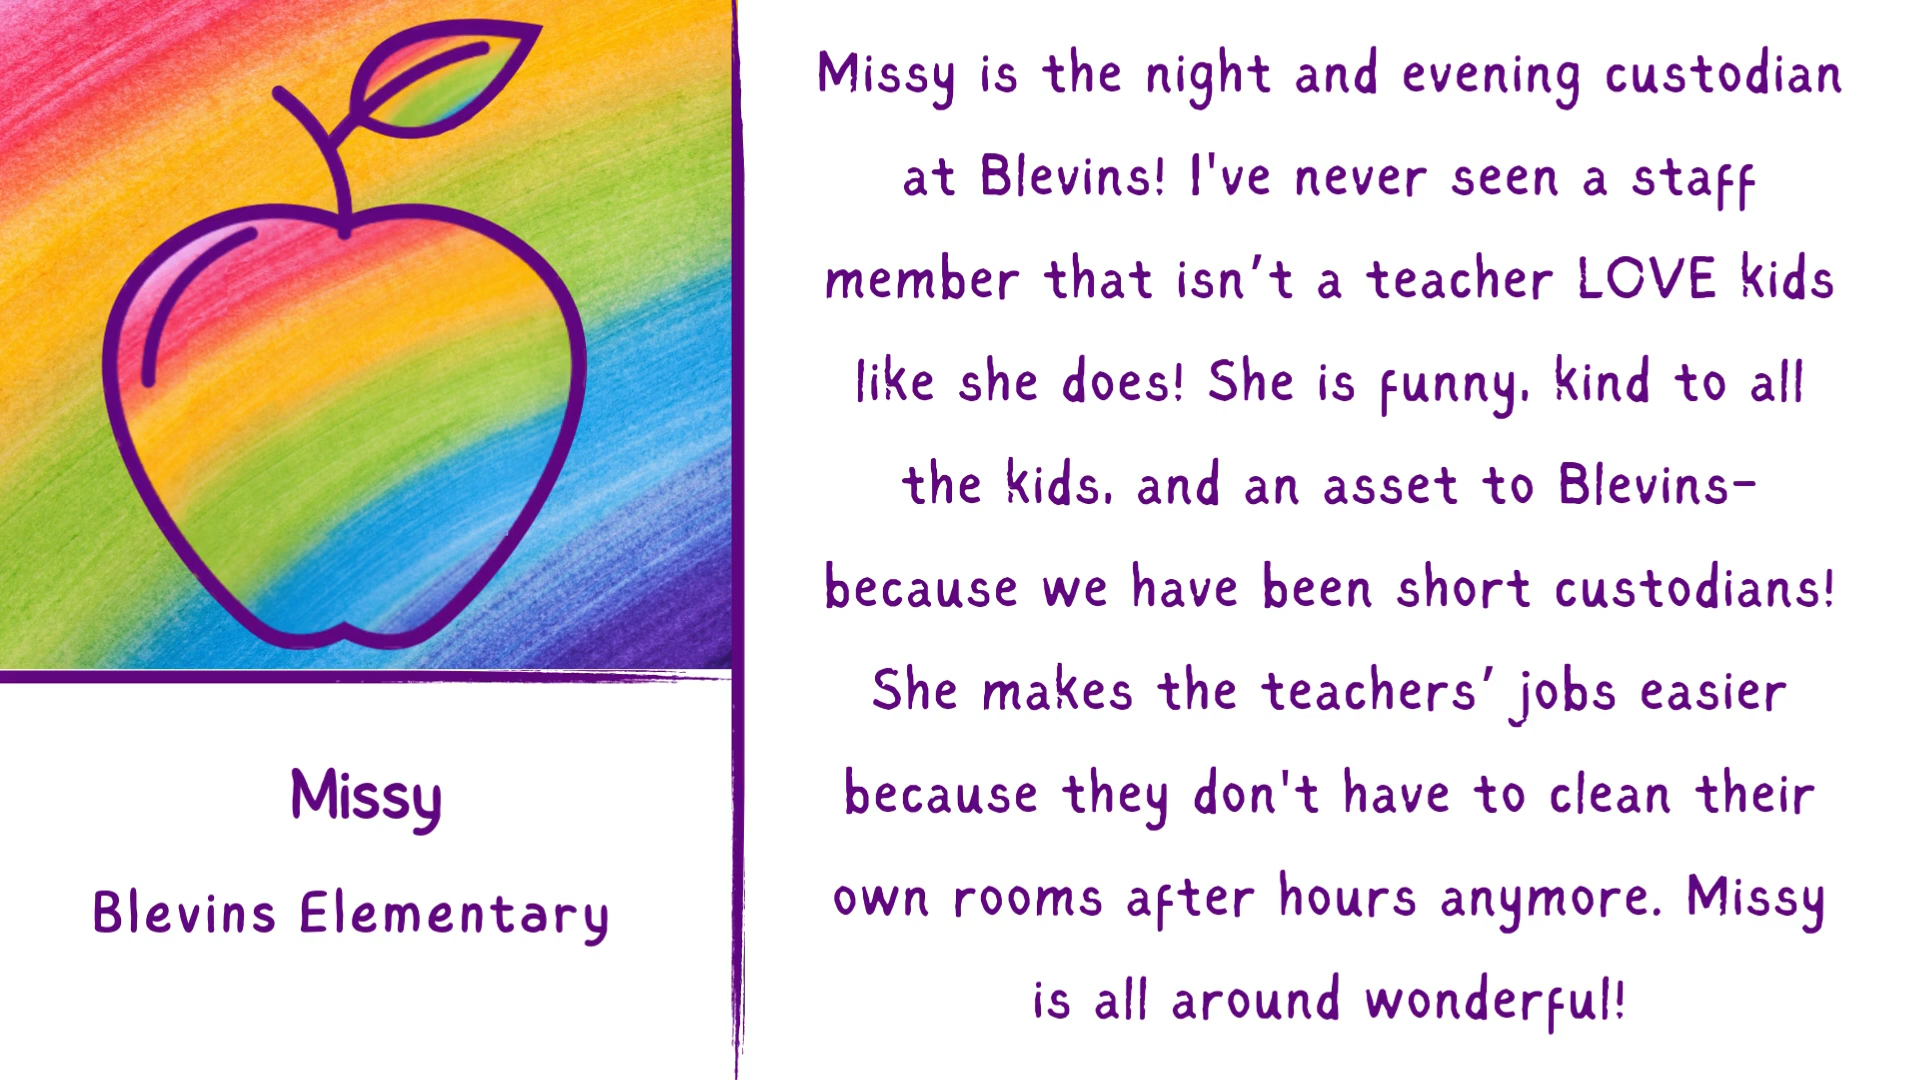 Missy is the night and evening custodian
at Blevins! I've never seen a staff
member that isn’t a teacher LOVE kids
like she does! She is funny, kind to all
the kids, and an asset to Blevins-
because we have been short custodians!
She makes the teachers’ jobs easier
because they don't have to clean their
own rooms after hours anymore. Missy
is all around wonderful!
Missy
Blevins Elementary